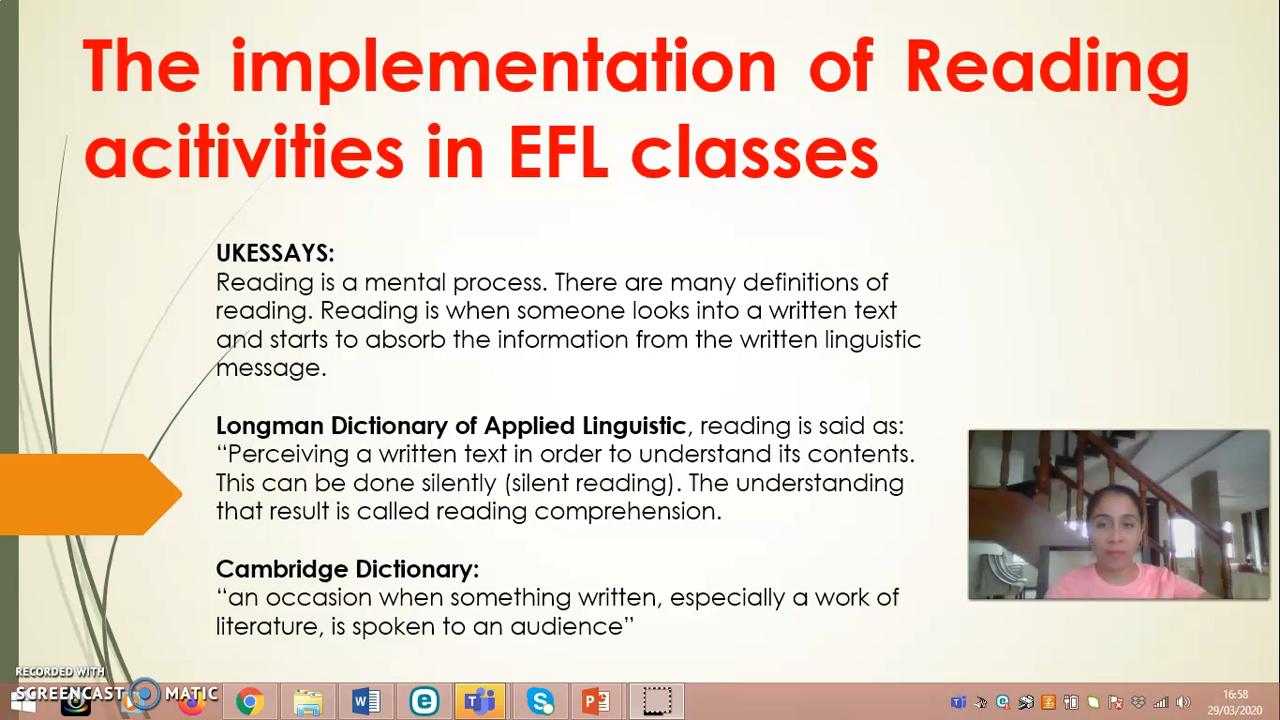 The implementation of Reading
acitivities in EFL classes
UKESSAYS:
Reading is a mental process. There are many definitions of
reading. Reading is when someone looks into a written text
and starts to absorb the information from the written linguistic
message.
Longman Dictionary of Applied Linguistic, reading is said as:
“Perceiving a written text in order to understand its contents.
This can be done silently (silent reading). The understanding
that result is called reading comprehension.
Cambridge Dictionary:
“an occasion when something written, especially a work of
literature, is spoken to an audience”
RECORDED WITH
SCREENCAST MATIC
16:58
29/03/2020